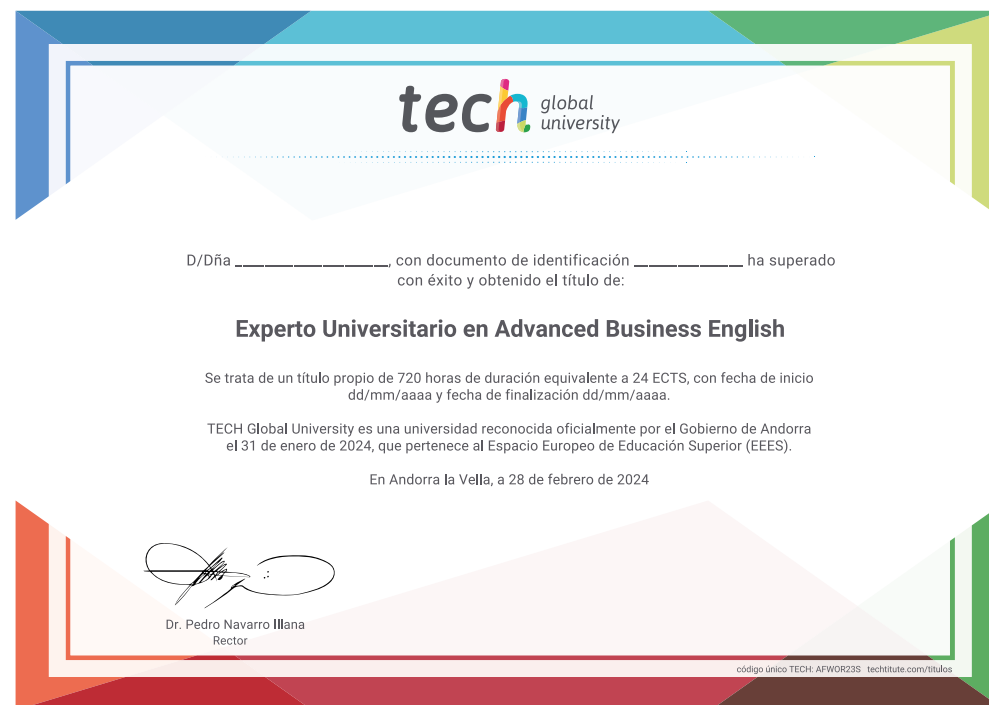 tech global university
D/Dña ____________________, con documento de identificación ______________ ha superado
con éxito y obtenido el título de:
Experto Universitario en Advanced Business English
Se trata de un título propio de 720 horas de duración equivalente a 24 ECTS, con fecha de inicio
dd/mm/aaaa y fecha de finalización dd/mm/aaaa.
TECH Global University es una universidad reconocida oficialmente por el Gobierno de Andorra
el 31 de enero de 2024, que pertenece al Espacio Europeo de Educación Superior (EEES).
En Andorra la Vella, a 28 de febrero de 2024
Dr. Pedro Navarro Illana
Rector
código único TECH: AFWOR23S techtitute.com/titulos